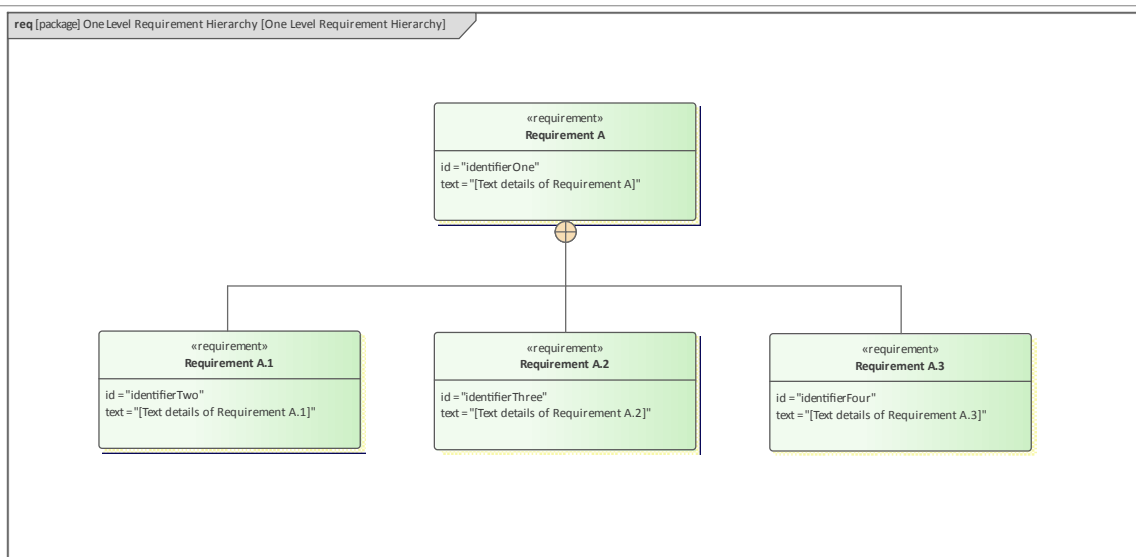 req [package] One Level Requirement Hierarchy [One Level Requirement Hierarchy]
«requirement»
Requirement A
id = "identifierOne"
text = "[Text details of Requirement A]"
«requirement»
Requirement A.1
id = "identifierTwo"
text = "[Text details of Requirement A.1]"
«requirement»
Requirement A.2
id = "identifierThree"
text = "[Text details of Requirement A.2]"
«requirement»
Requirement A.3
id = "identifierFour"
text = "[Text details of Requirement A.3]"